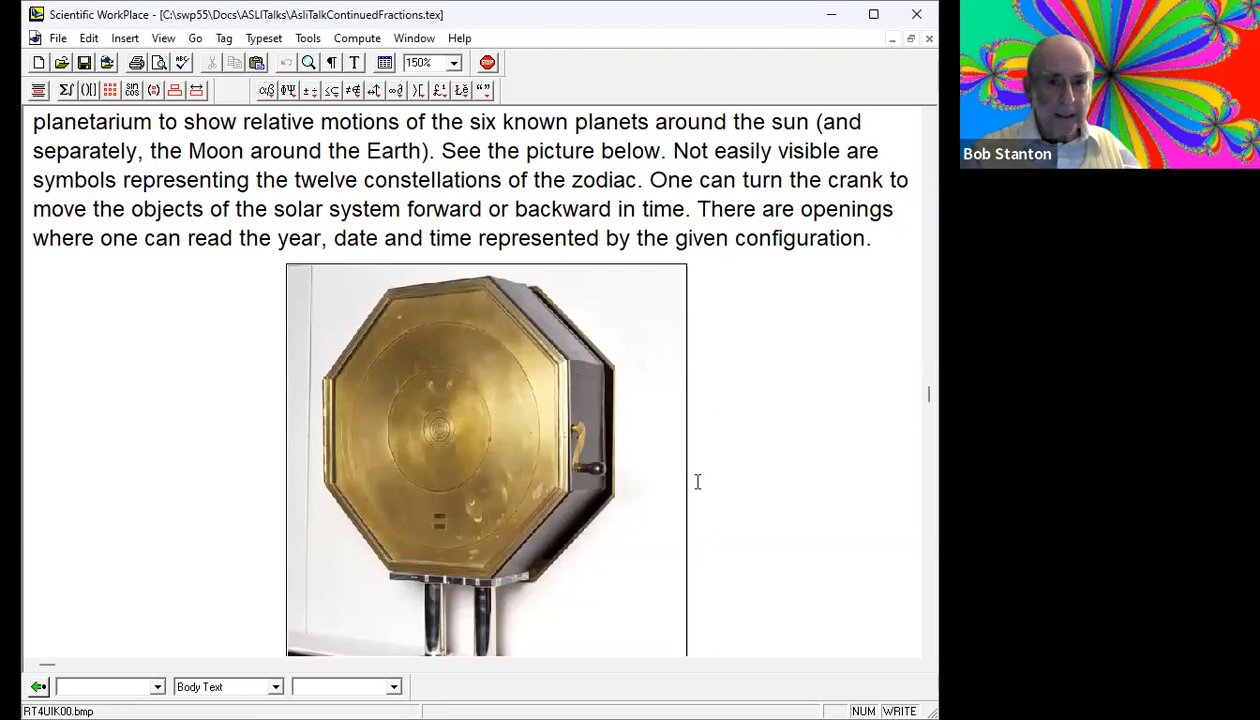 Scientific WorkPlace - [C:\swp55\Docs\ASLITalks\AsliTalkContinuedFractions.tex]
File Edit Insert View Go Tag Typeset Tools Compute Window Help
150%
STOP
planetarium to show relative motions of the six known planets around the sun (and
separately, the Moon around the Earth). See the picture below. Not easily visible are
symbols representing the twelve constellations of the zodiac. One can turn the crank to
move the objects of the solar system forward or backward in time. There are openings
where one can read the year, date and time represented by the given configuration.
Bob Stanton
Body Text
RT4UIK00.bmp
NUM WRITE